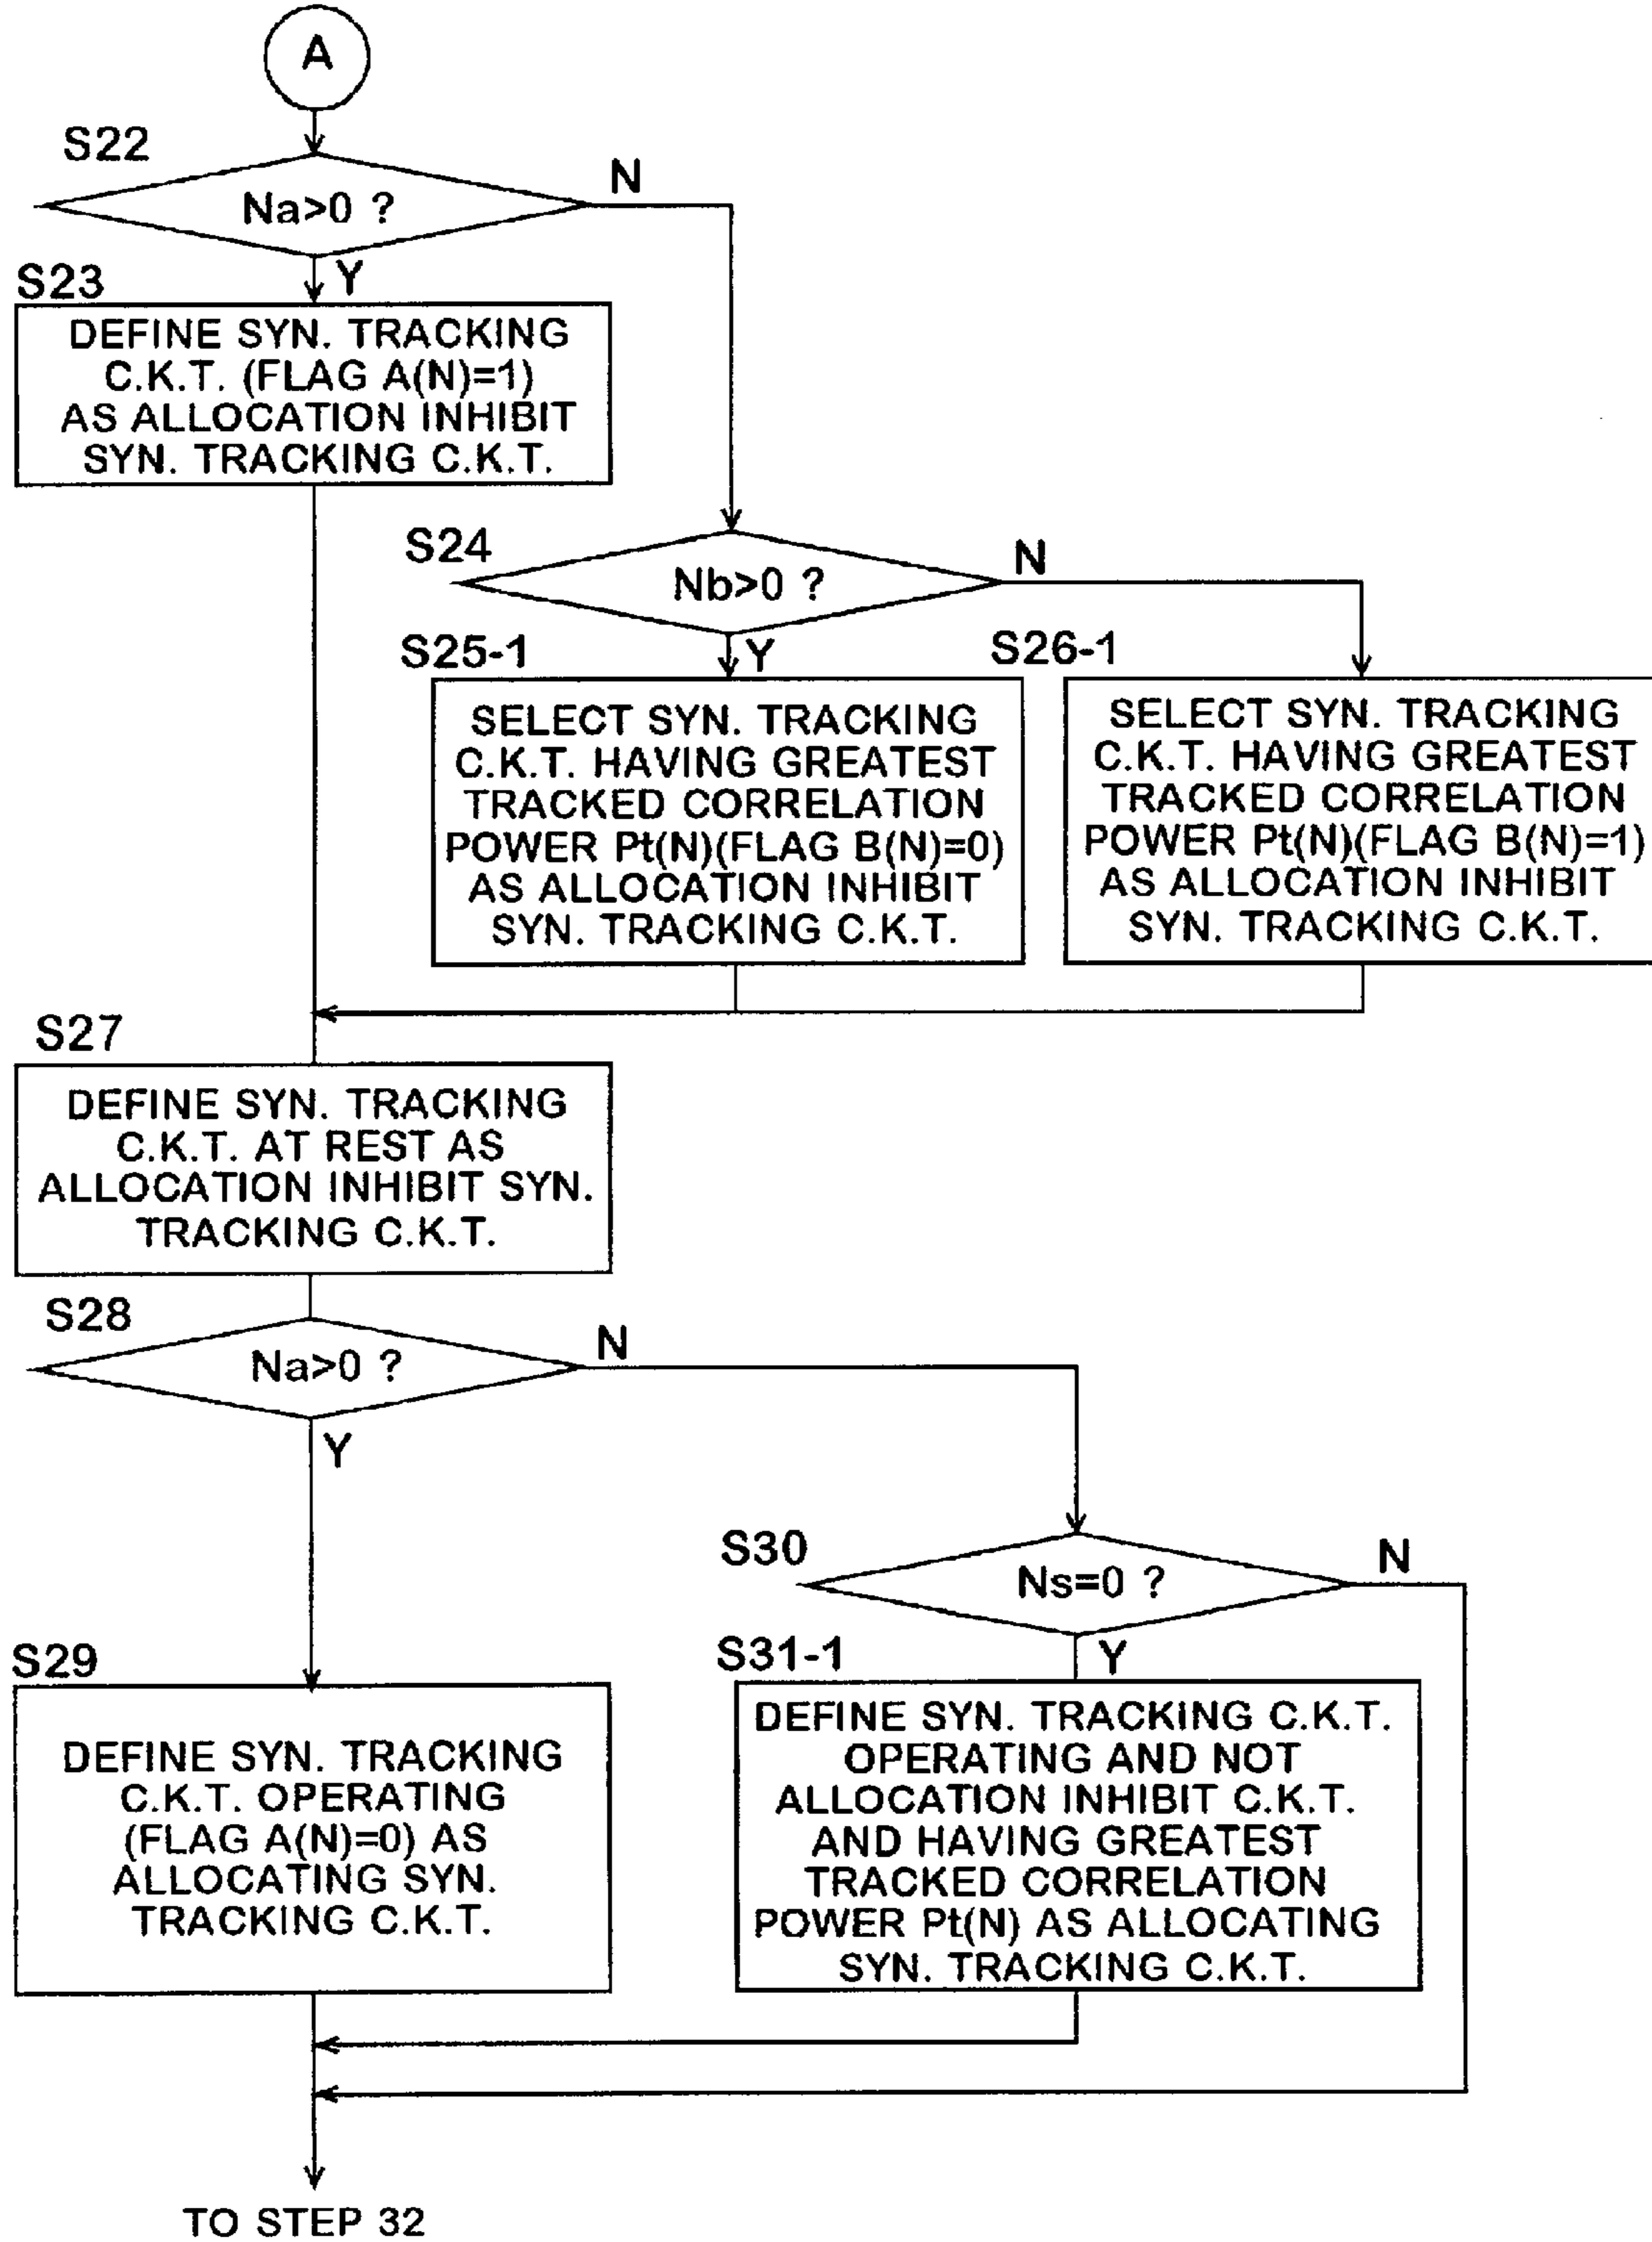 A
S22
Na>0 ?
N
Y
S23
DEFINE SYN. TRACKING
C.K.T. (FLAG A(N)=1)
AS ALLOCATION INHIBIT
SYN. TRACKING C.K.T.
S24
Nb>0 ?
N
Y
S25-1
SELECT SYN. TRACKING
C.K.T. HAVING GREATEST
TRACKED CORRELATION
POWER Pt(N)(FLAG B(N)=0)
AS ALLOCATION INHIBIT
SYN. TRACKING C.K.T.
S26-1
SELECT SYN. TRACKING
C.K.T. HAVING GREATEST
TRACKED CORRELATION
POWER Pt(N)(FLAG B(N)=1)
AS ALLOCATION INHIBIT
SYN. TRACKING C.K.T.
S27
DEFINE SYN. TRACKING
C.K.T. AT REST AS
ALLOCATION INHIBIT SYN.
TRACKING C.K.T.
S28
Na>0 ?
N
Y
S29
DEFINE SYN. TRACKING
C.K.T. OPERATING
(FLAG A(N)=0) AS
ALLOCATING SYN.
TRACKING C.K.T.
S30
Ns=0 ?
N
Y
S31-1
DEFINE SYN. TRACKING C.K.T.
OPERATING AND NOT
ALLOCATION INHIBIT C.K.T.
AND HAVING GREATEST
TRACKED CORRELATION
POWER Pt(N) AS ALLOCATING
SYN. TRACKING C.K.T.
TO STEP 32